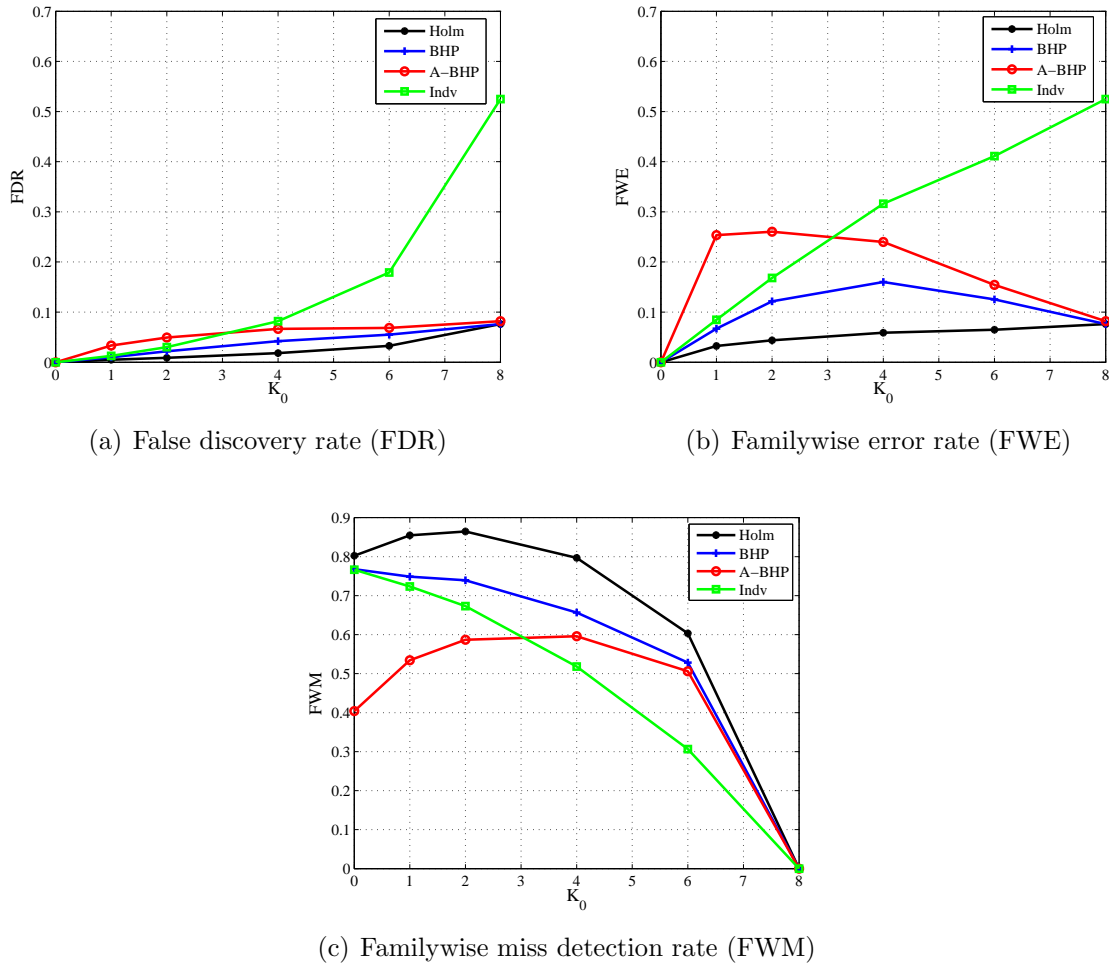 0.7
0.6
0.5
0.4
0.3
0.2
0.1
0
FDR
0 1 2 3 4 5 6 7 8
K0
Holm
BHP
A−BHP
Indv
(a) False discovery rate (FDR)
0.7
0.6
0.5
0.4
0.3
0.2
0.1
0
FWE
0 1 2 3 4 5 6 7 8
K0
Holm
BHP
A−BHP
Indv
(b) Familywise error rate (FWE)
0.9
0.8
0.7
0.6
0.5
0.4
0.3
0.2
0.1
0
FWM
0 1 2 3 4 5 6 7 8
K0
Holm
BHP
A−BHP
Indv
(c) Familywise miss detection rate (FWM)